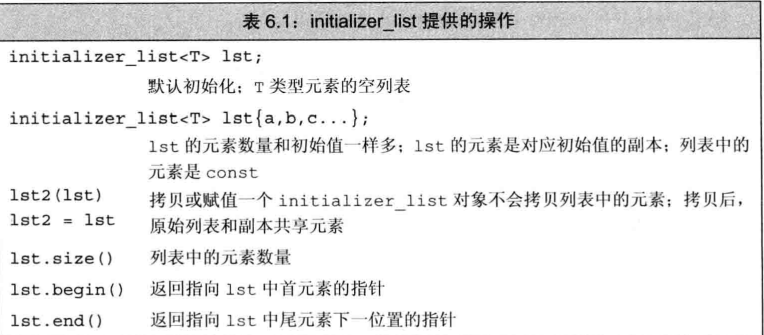 表 6.1：initializer_list 提供的操作
initializer_list<T> lst;
默认初始化；T 类型元素的空列表
initializer_list<T> lst{a,b,c...};
lst 的元素数量和初始值一样多；lst 的元素是对应初始值的副本；列表中的
元素是 const
lst2(lst) 拷贝或赋值一个 initializer_list 对象不会拷贝列表中的元素；拷贝后，
lst2 = lst 原始列表和副本共享元素
lst.size() 列表中的元素数量
lst.begin() 返回指向 lst 中首元素的指针
lst.end() 返回指向 lst 中尾元素下一位置的指针